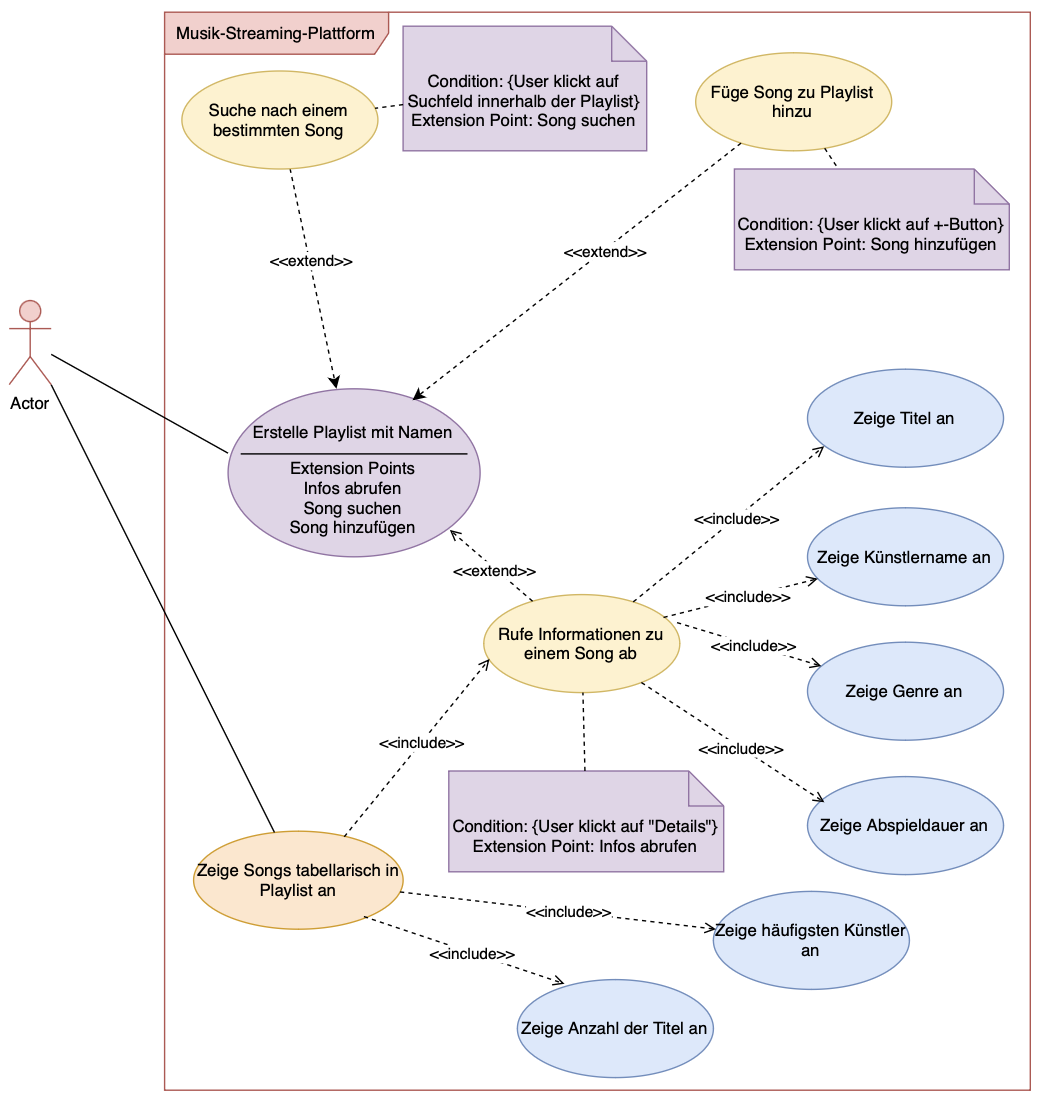 Musik-Streaming-Plattform
Suche nach einem
bestimmten Song
Condition: {User klickt auf
Suchfeld innerhalb der Playlist}
Extension Point: Song suchen
Füge Song zu Playlist
hinzu
Condition: {User klickt auf +-Button}
Extension Point: Song hinzufügen
<<extend>>
<<extend>>
Actor
Erstelle Playlist mit Namen
Extension Points
Infos abrufen
Song suchen
Song hinzufügen
Zeige Titel an
<<include>>
Zeige Künstlername an
<<extend>>
<<include>>
Rufe Informationen zu
einem Song ab
<<include>>
Zeige Genre an
<<include>>
<<include>>
Condition: {User klickt auf "Details"}
Extension Point: Infos abrufen
Zeige Abspieldauer an
Zeige Songs tabellarisch in
Playlist an
<<include>>
Zeige häufigsten Künstler
an
<<include>>
Zeige Anzahl der Titel an